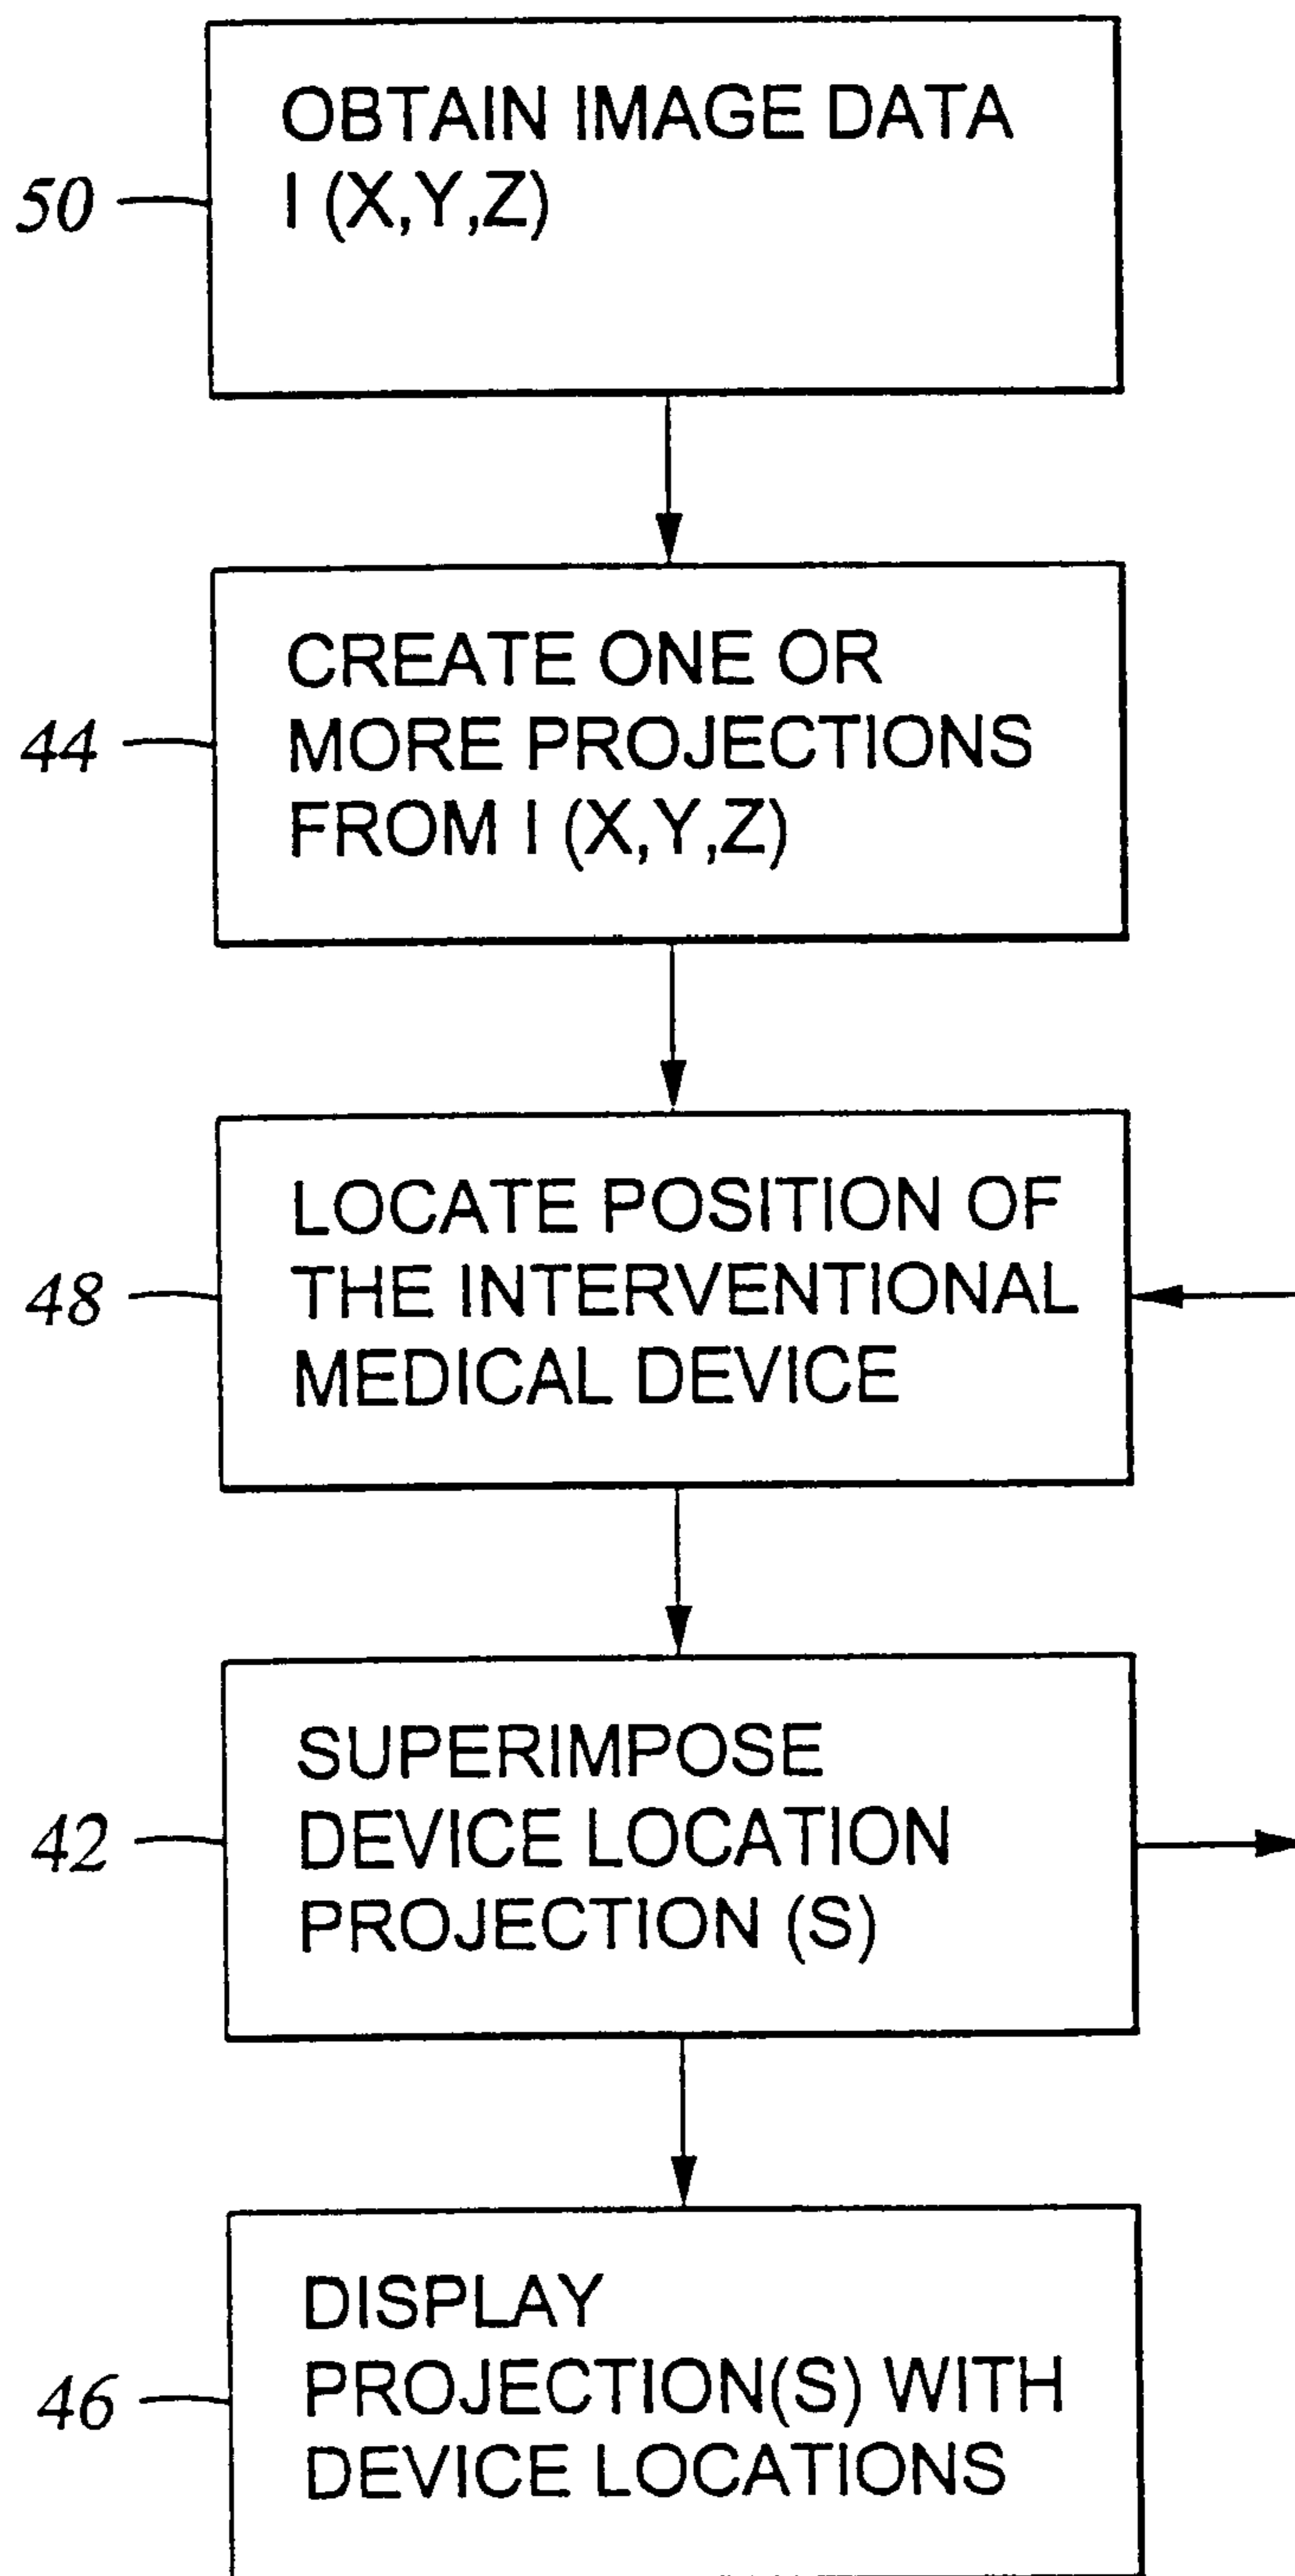 OBTAIN IMAGE DATA
I (X,Y,Z)
50
CREATE ONE OR
MORE PROJECTIONS
FROM I (X,Y,Z)
44
LOCATE POSITION OF
THE INTERVENTIONAL
MEDICAL DEVICE
48
SUPERIMPOSE
DEVICE LOCATION
PROJECTION (S)
42
DISPLAY
PROJECTION(S) WITH
DEVICE LOCATIONS
46